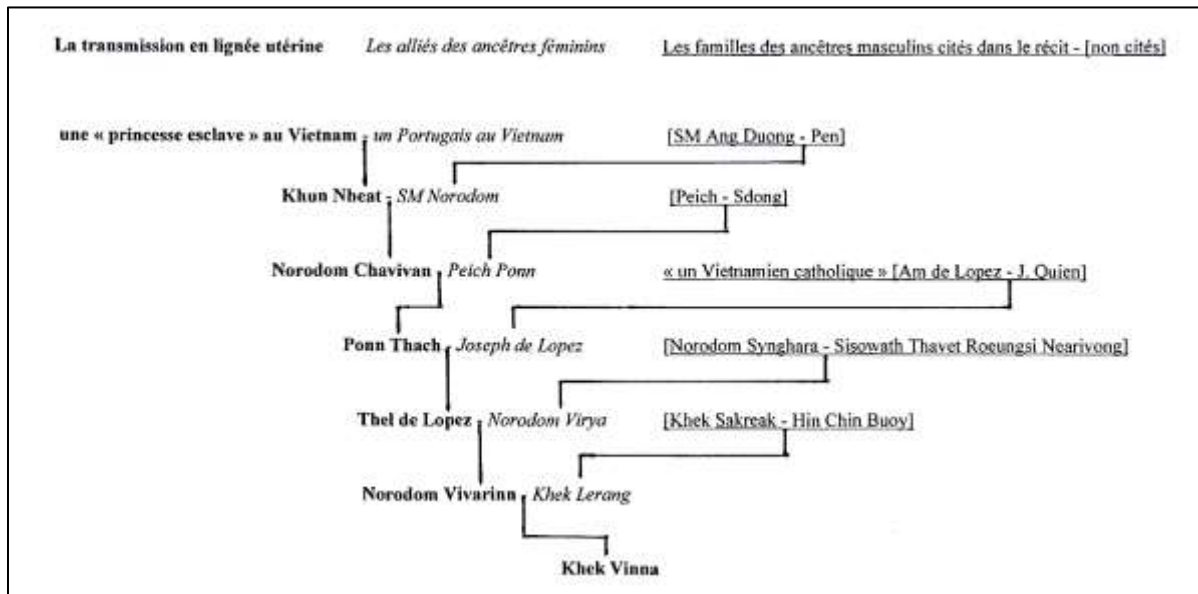 La transmission en lignée utérine Les alliés des ancêtres féminins Les familles des ancêtres masculins cités dans le récit - [non cités]
une « princesse esclave » au Vietnam - un Portugais au Vietnam [SM Ang Duong - Pen]
Khun Nheat - SM Norodom [Peich - Sdong]
Norodom Chavivan - Peich Ponn « un Vietnamien catholique » [Am de Lopez - J. Quien]
Ponn Thach - Joseph de Lopez [Norodom Synghara - Sisowath Thavet Roeungsi Nearivong]
Thel de Lopez - Norodom Virya [Khek Sakreak - Hin Chin Buoy]
Norodom Vivarinn - Khek Lerang
Khek Vinna